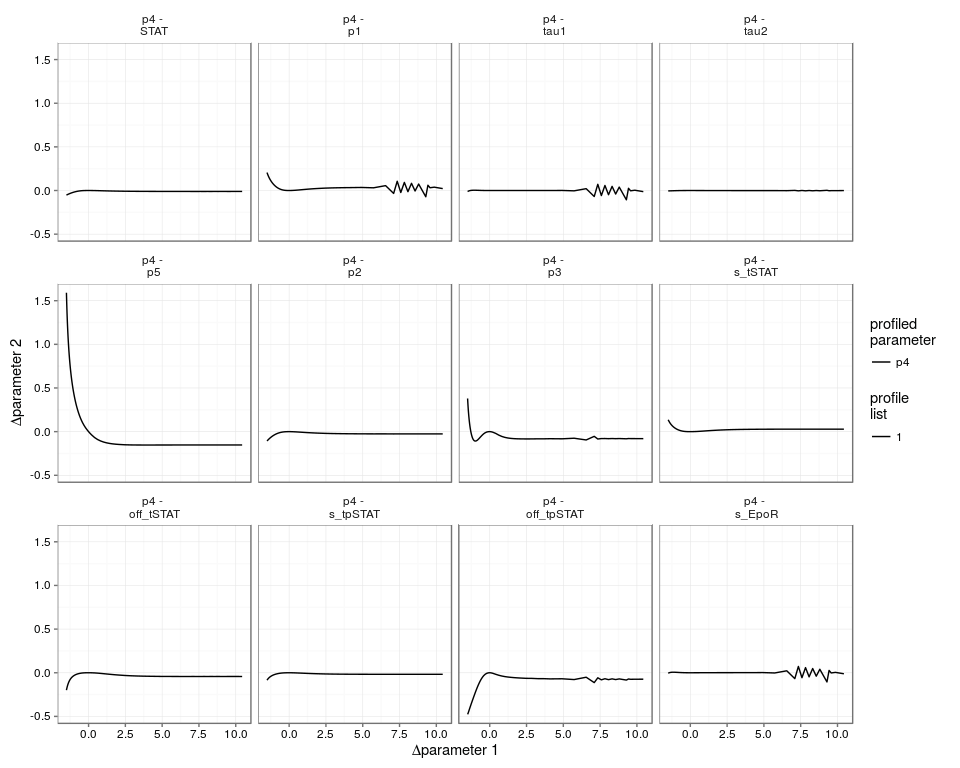 p4 -
STAT
p4 -
p1
p4 -
tau1
p4 -
tau2
1.5
1.0
0.5
0.0
-0.5
p4 -
p5
p4 -
p2
p4 -
p3
p4 -
s_tSTAT
1.5
1.0
0.5
0.0
-0.5
p4 -
off_tSTAT
p4 -
s_tpSTAT
p4 -
off_tpSTAT
p4 -
s_EpoR
1.5
1.0
0.5
0.0
-0.5
0.0 2.5 5.0 7.5 10.0
0.0 2.5 5.0 7.5 10.0
0.0 2.5 5.0 7.5 10.0
0.0 2.5 5.0 7.5 10.0
Δparameter 1
Δparameter 2
profiled
parameter
p4
profile
list
1